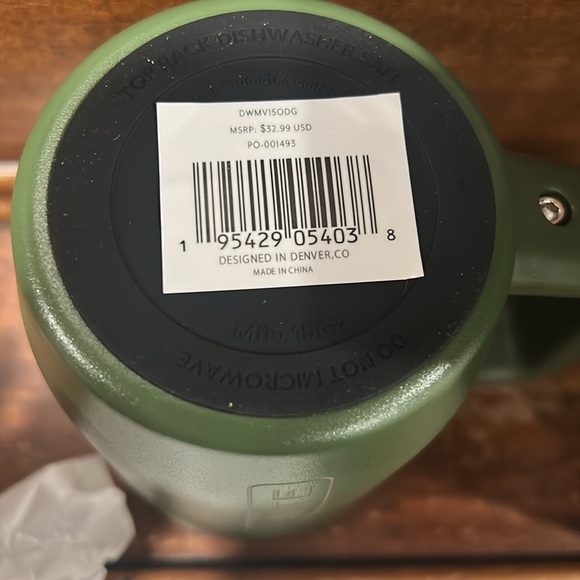 TOP RACK DISHWASHER SAFE
DWMV15ODG
MSRP: $32.99 USD
PO-001493
1 95429 05403 8
DESIGNED IN DENVER,CO
MADE IN CHINA
Müv 15oz
DO NOT MICROWAVE